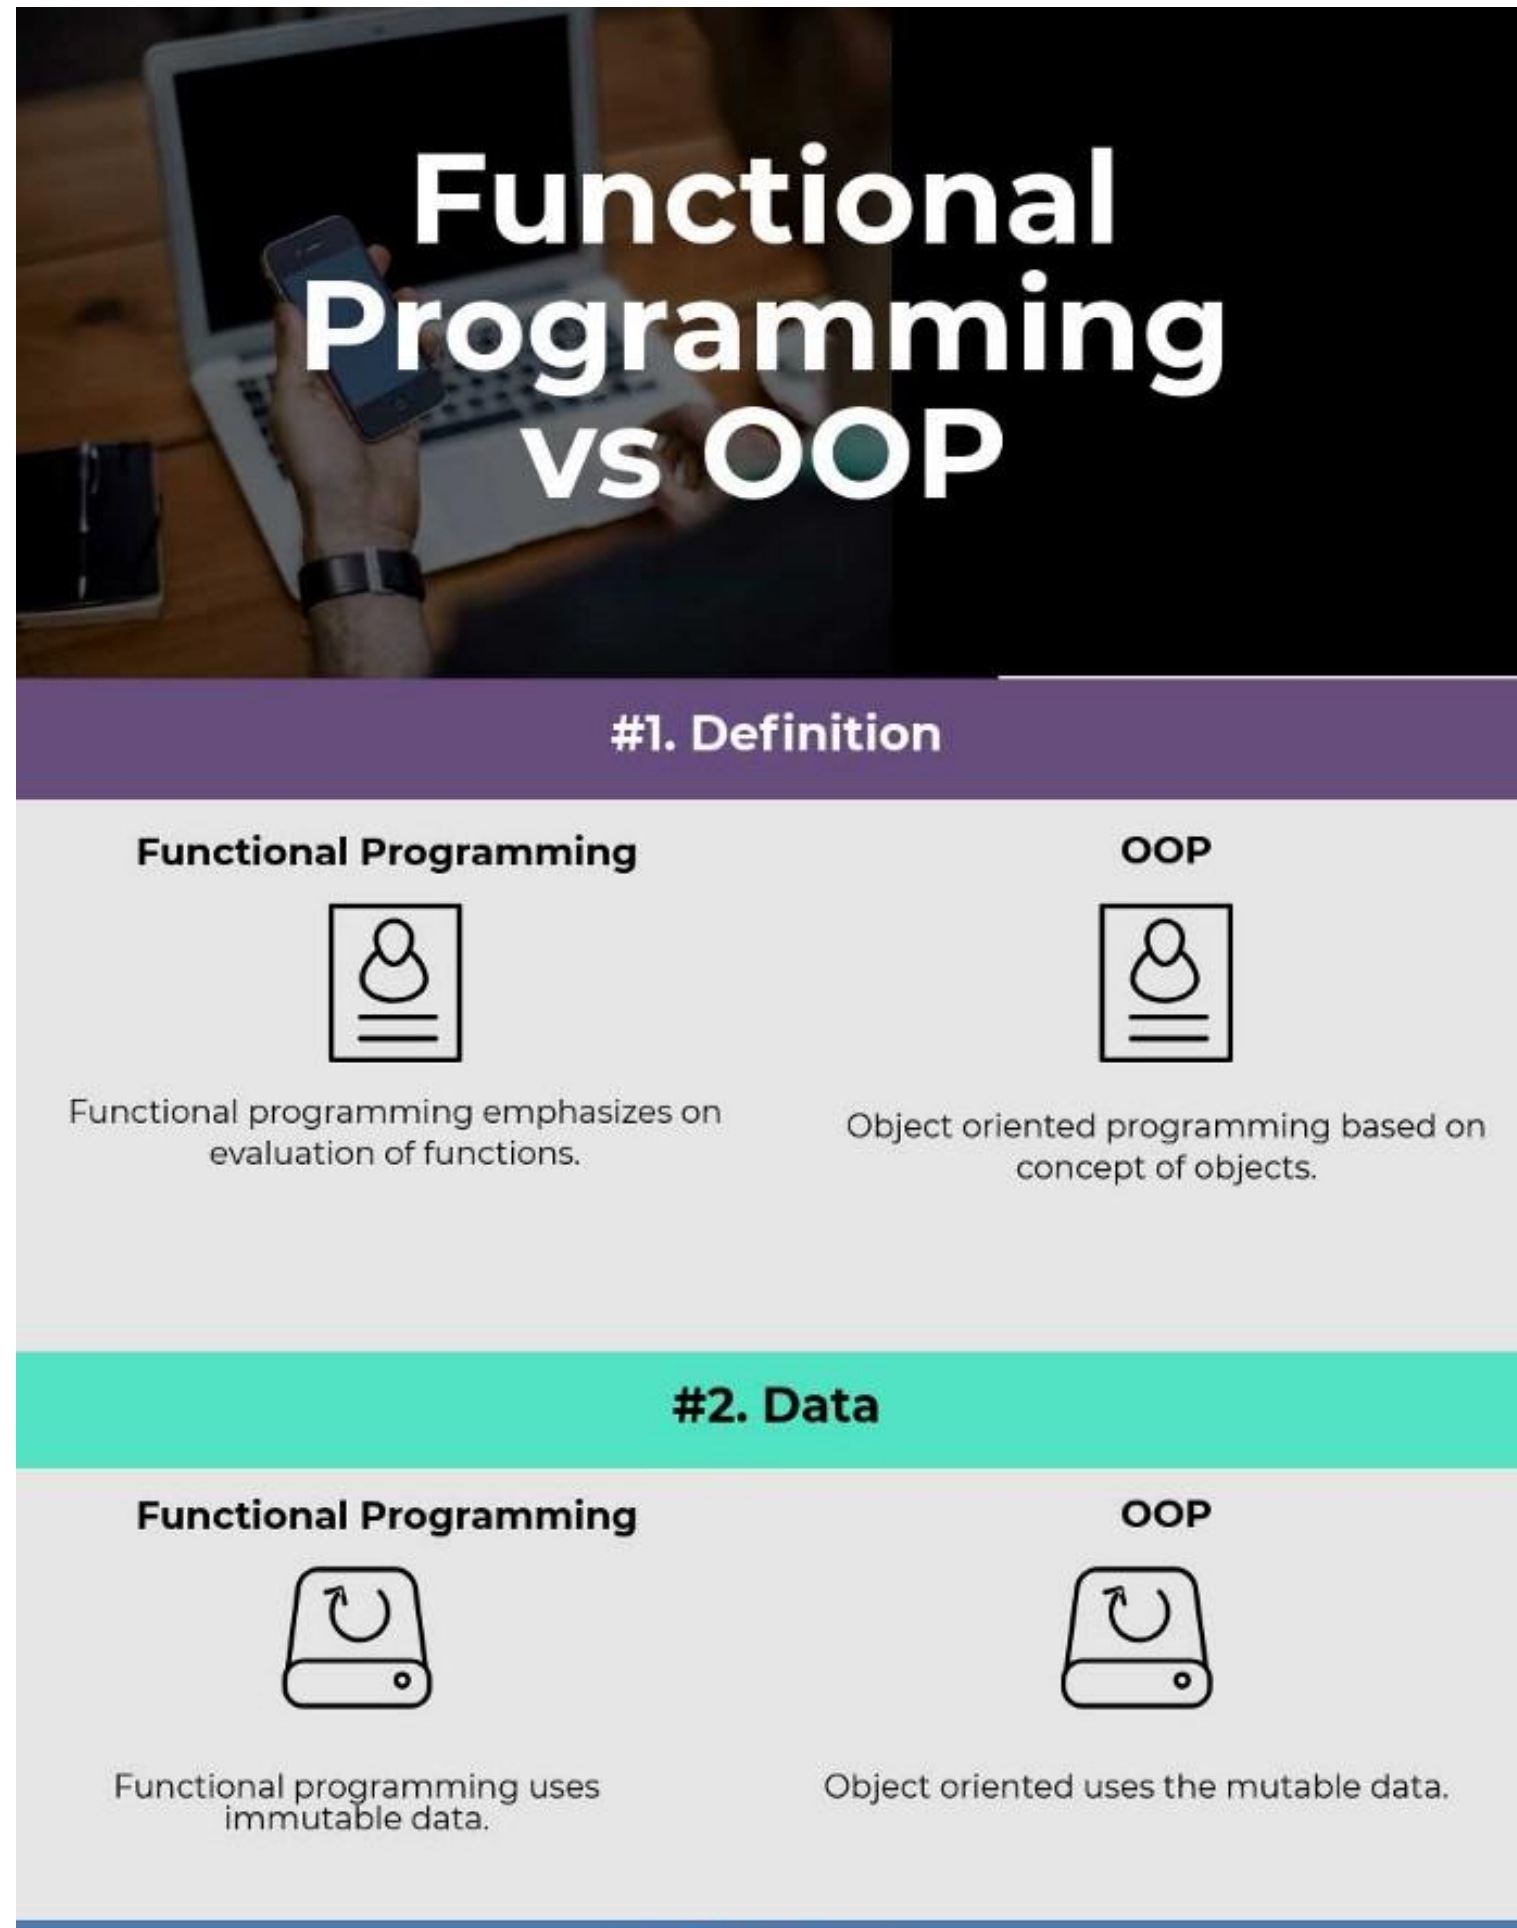 Functional
Programming
vs OOP
#1. Definition
Functional Programming
OOP
Functional programming emphasizes on
evaluation of functions.
Object oriented programming based on
concept of objects.
#2. Data
Functional Programming
OOP
Functional programming uses
immutable data.
Object oriented uses the mutable data.